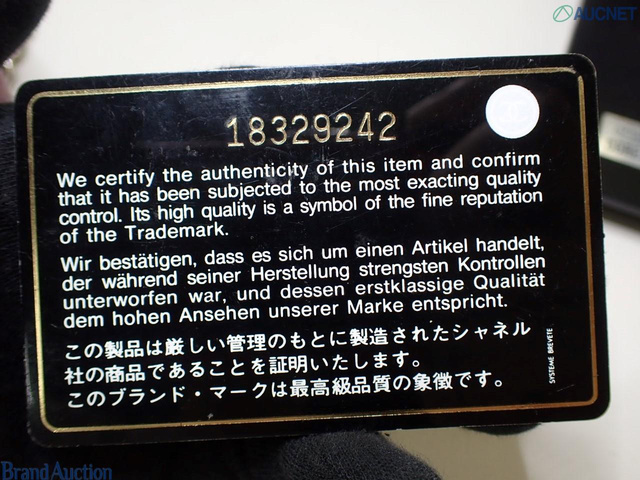 AUCNET
18329242
We certify the authenticity of this item and confirm
that it has been subjected to the most exacting quality
control. Its high quality is a symbol of the fine reputation
of the Trademark.
Wir bestätigen, dass es sich um einen Artikel handelt,
der während seiner Herstellung strengsten Kontrollen
unterworfen war, und dessen erstklassige Qualität
dem hohen Ansehen unserer Marke entspricht.
この製品は厳しい管理のもとに製造されたシャネル
社の商品であることを証明いたします。
このブランド・マークは最高級品質の象徴です。
SYSTEME BREVETE
Brand Auction